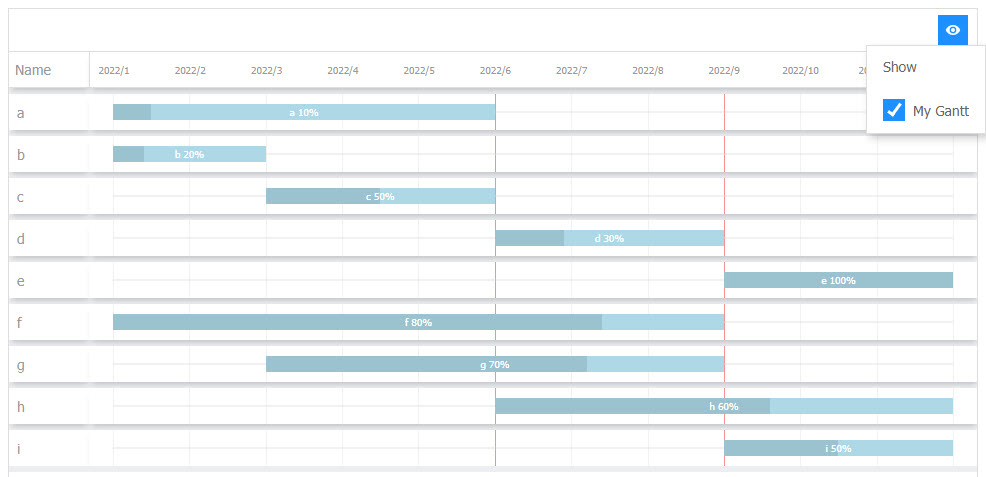 Show
My Gantt
Name 2022/1 2022/2 2022/3 2022/4 2022/5 2022/6 2022/7 2022/8 2022/9 2022/10
a a 10%
b b 20%
c c 50%
d d 30%
e e 100%
f f 80%
g g 70%
h h 60%
i i 50%